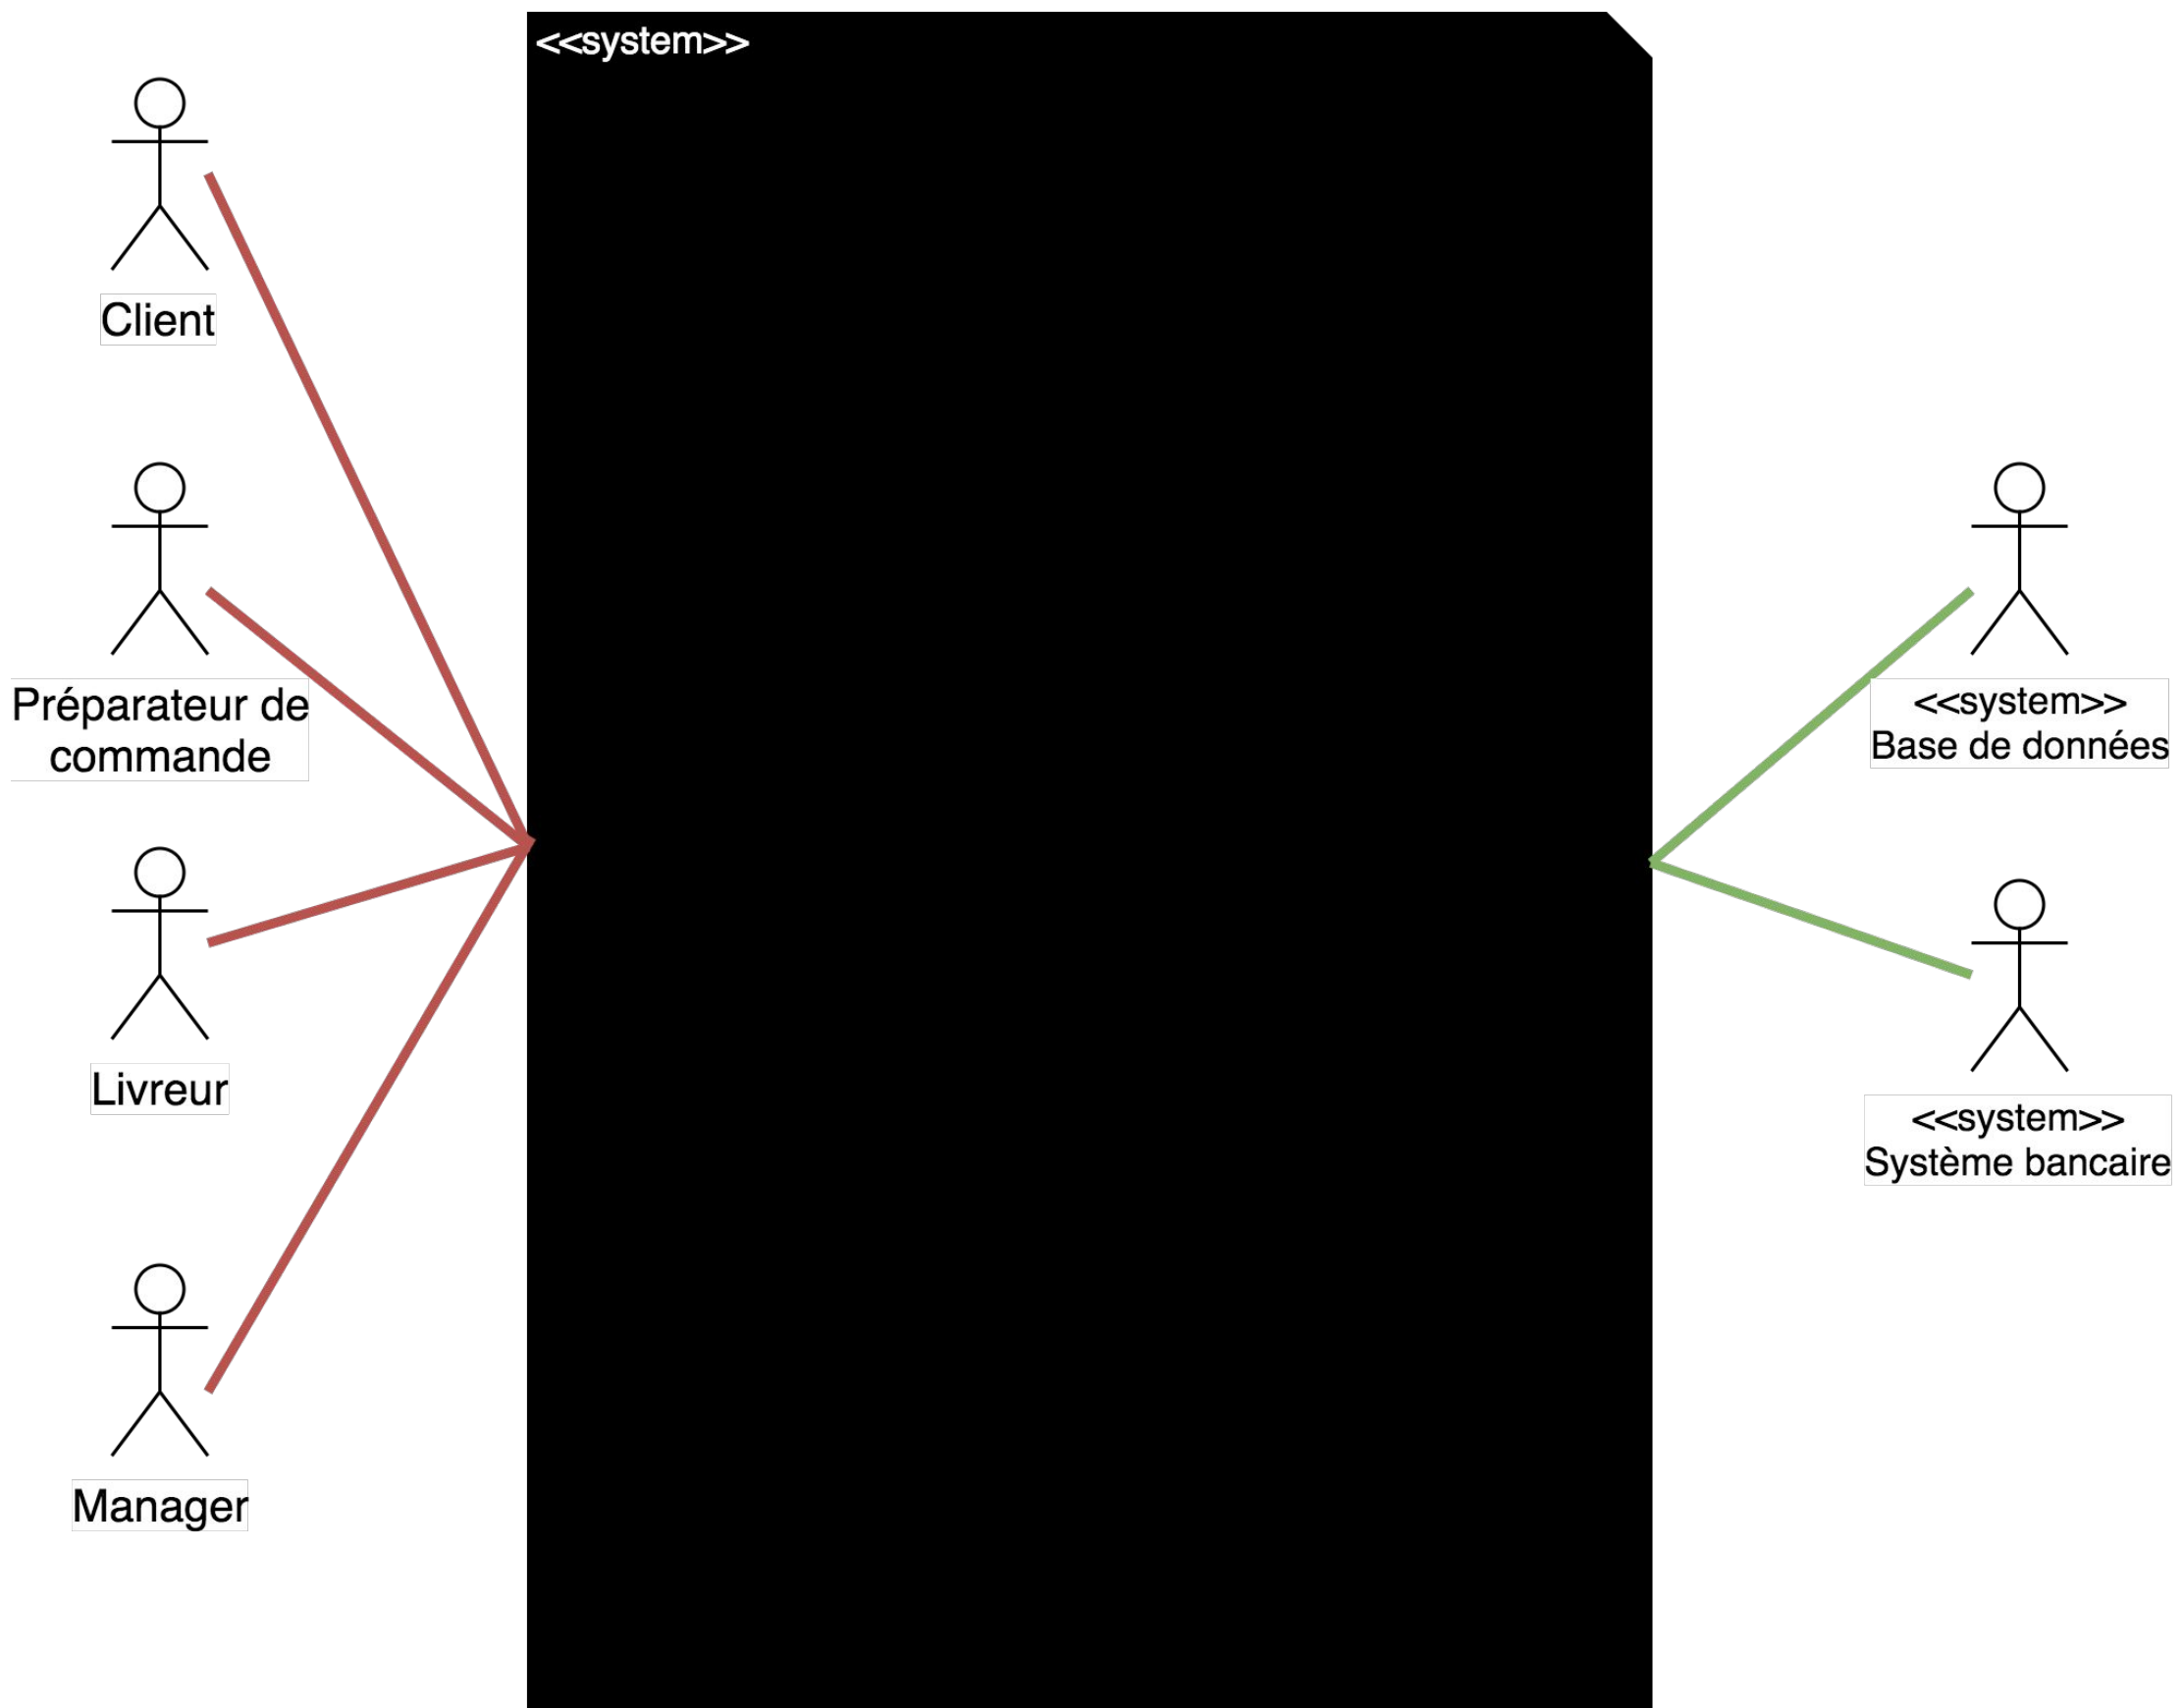 <<system>>
Client
Préparateur de
commande
Livreur
Manager
<<system>>
Base de données
<<system>>
Système bancaire